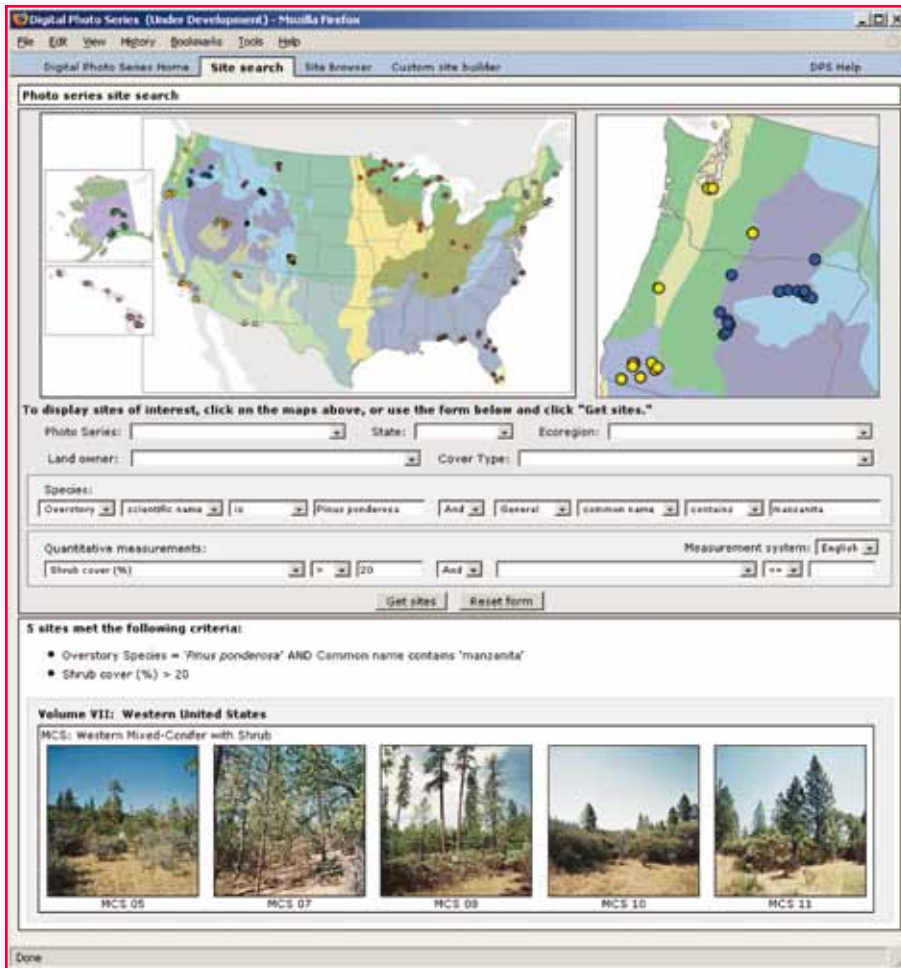 Digital Photo Series (Under Development) - Mozilla Firefox
File Edit View History Bookmarks Tools Help
Digital Photo Series Home Site search Site browser Custom site builder DPS Help
Photo series site search
To display sites of interest, click on the maps above, or use the form below and click "Get sites."
Photo Series: State: Ecoregion:
Land owner: Cover Type:
Species:
Overstory scientific name is Pinus ponderosa And General common name contains manzanita
Quantitative measurements: Measurement system: English
Shrub cover (%) > 20 And
Get sites Reset form
5 sites met the following criteria:
• Overstory Species = 'Pinus ponderosa' AND Common name contains 'manzanita'
• Shrub cover (%) > 20
Volume VII: Western United States
MCS: Western Mixed-Conifer with Shrub
MCS 05 MCS 07 MCS 09 MCS 10 MCS 11
Done